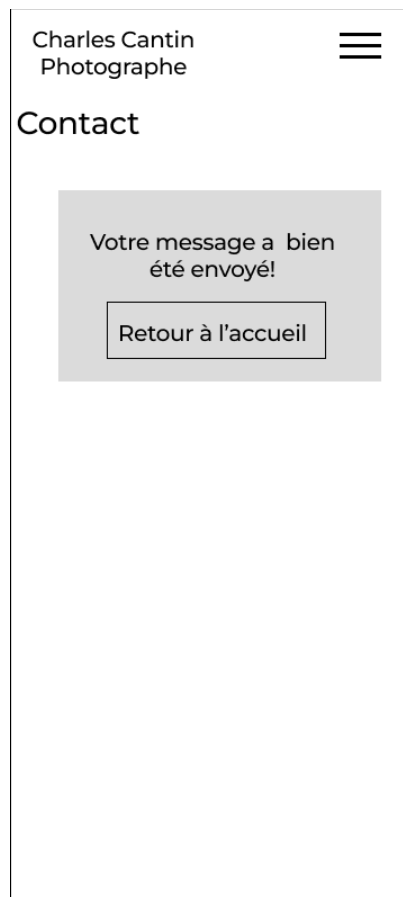 Charles Cantin
Photographe
Contact
Votre message a  bien
été envoyé!
Retour à l’accueil